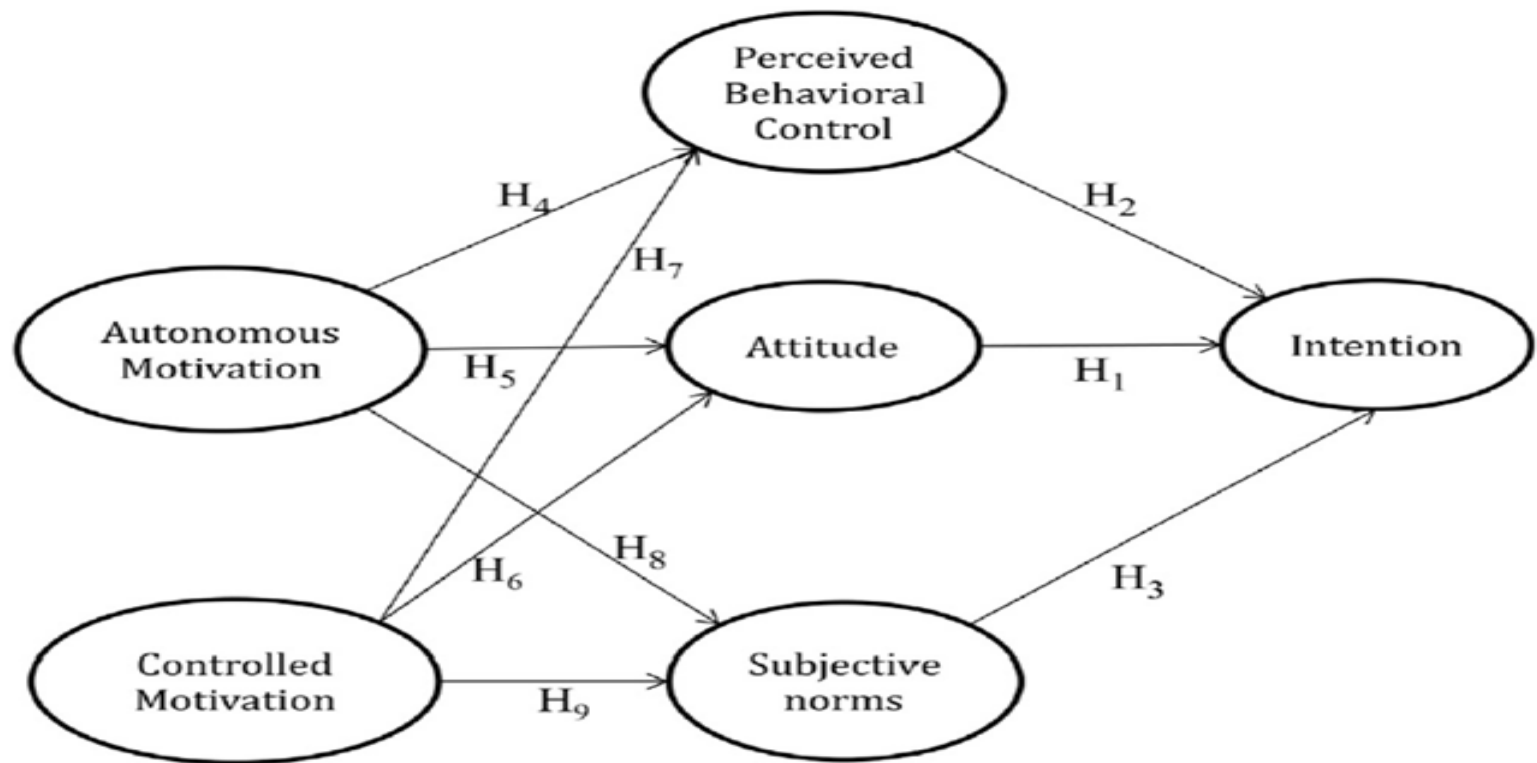 Perceived
Behavioral
Control
H4
H2
H7
Autonomous
Motivation
H5
Attitude
H1
Intention
H8
H6
H3
Controlled
Motivation
H9
Subjective
norms